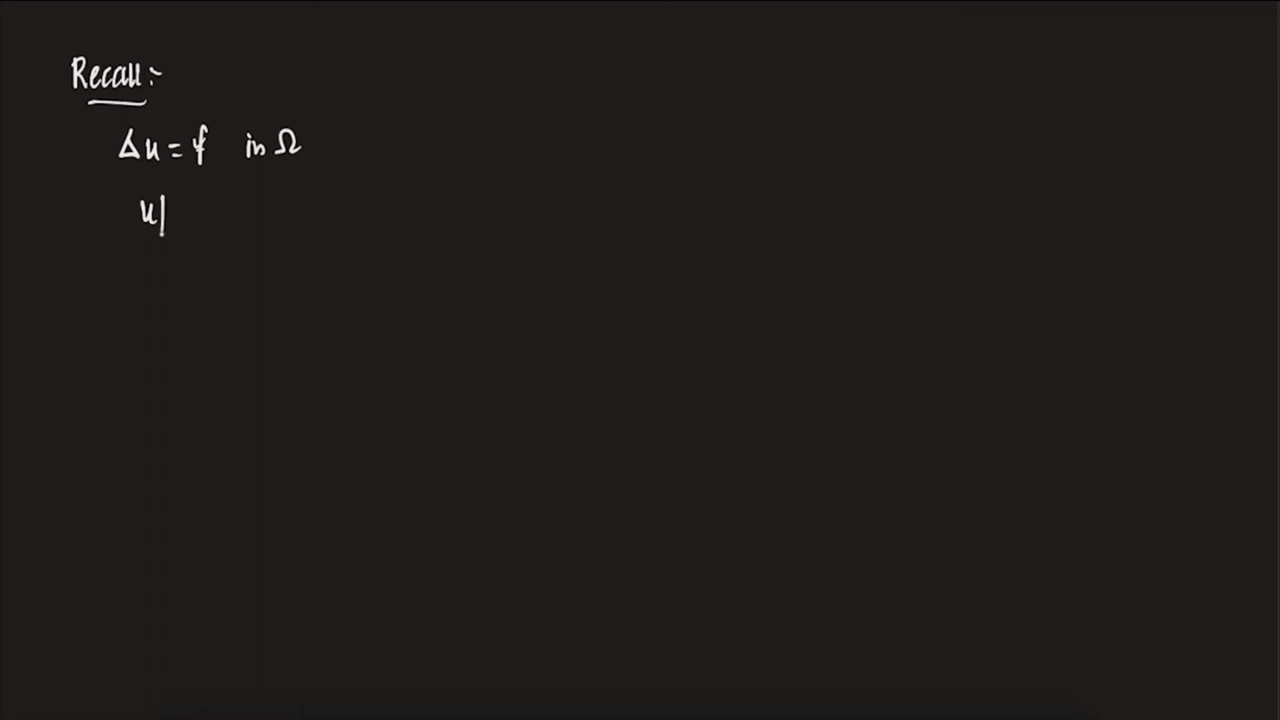 Recall:-
Δu = f in Ω
u|